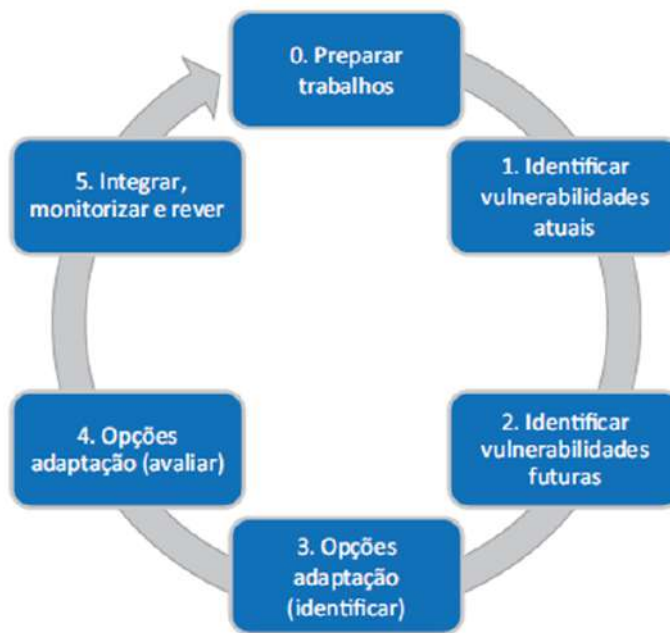 0. Preparar
trabalhos
1. Identificar
vulnerabilidades
atuais
2. Identificar
vulnerabilidades
futuras
3. Opções
adaptação
(identificar)
4. Opções
adaptação (avaliar)
5. Integrar,
monitorizar e rever